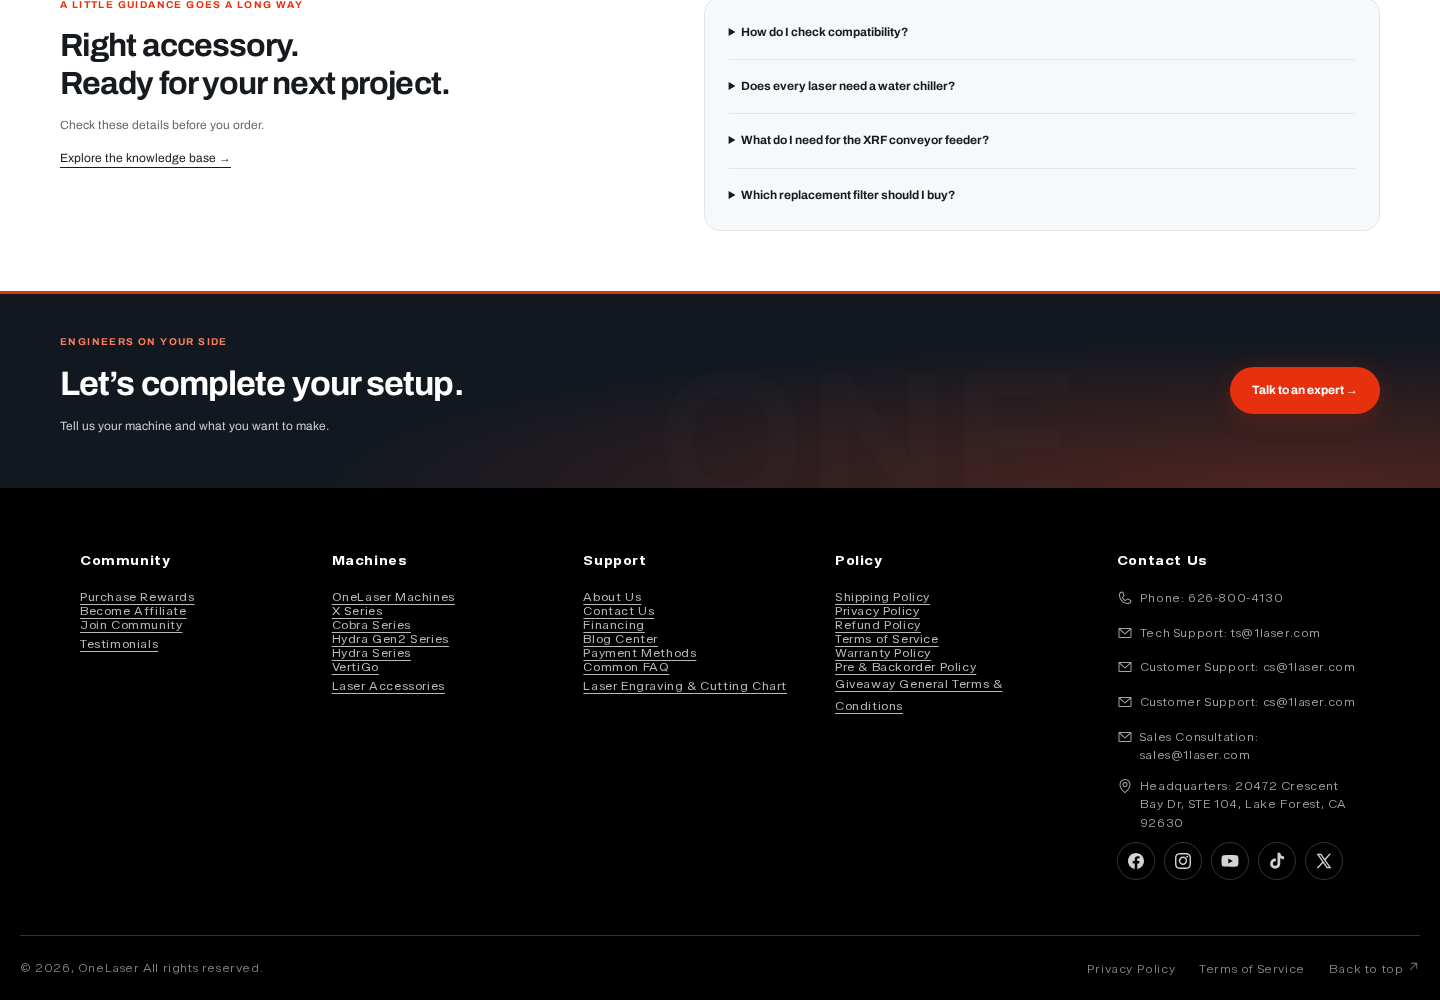 A LITTLE GUIDANCE GOES A LONG WAY
Right accessory.
Ready for your next project.
Check these details before you order.
Explore the knowledge base →
How do I check compatibility?
Does every laser need a water chiller?
What do I need for the XRF conveyor feeder?
Which replacement filter should I buy?
ENGINEERS ON YOUR SIDE
Let’s complete your setup.
Tell us your machine and what you want to make.
ONE
Talk to an expert →
Community
Purchase Rewards
Become Affiliate
Join Community
Testimonials
Machines
OneLaser Machines
X Series
Cobra Series
Hydra Gen2 Series
Hydra Series
VertiGo
Laser Accessories
Support
About Us
Contact Us
Financing
Blog Center
Payment Methods
Common FAQ
Laser Engraving & Cutting Chart
Policy
Shipping Policy
Privacy Policy
Refund Policy
Terms of Service
Warranty Policy
Pre & Backorder Policy
Giveaway General Terms &
Conditions
Contact Us
Phone: 626-800-4130
Tech Support: ts@1laser.com
Customer Support: cs@1laser.com
Customer Support: cs@1laser.com
Sales Consultation:
sales@1laser.com
Headquarters: 20472 Crescent
Bay Dr, STE 104, Lake Forest, CA
92630
© 2026, OneLaser All rights reserved.
Privacy Policy
Terms of Service
Back to top ↗